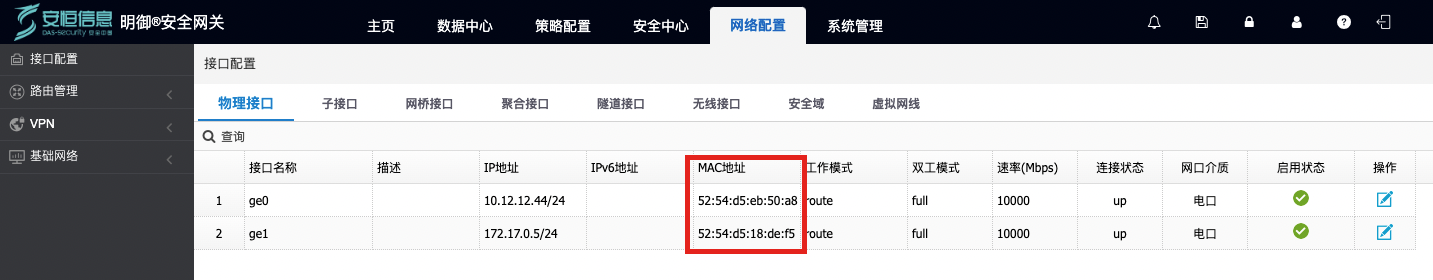 安恒信息 明御®安全网关
DAS-security 安全中国
主页 数据中心 策略配置 安全中心 网络配置 系统管理
接口配置
路由管理
VPN
基础网络
接口配置
物理接口 子接口 网桥接口 聚合接口 隧道接口 无线接口 安全域 虚拟网线
查询
接口名称 描述 IP地址 IPv6地址 MAC地址 工作模式 双工模式 速率(Mbps) 连接状态 网口介质 启用状态 操作
1 ge0 10.12.12.44/24 52:54:d5:eb:50:a8 route full 10000 up 电口
2 ge1 172.17.0.5/24 52:54:d5:18:de:f5 route full 10000 up 电口